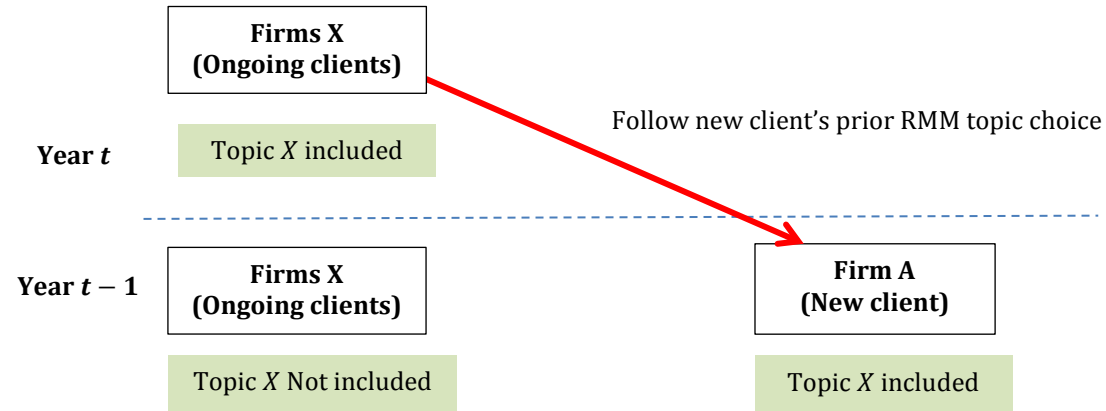 Firms X
(Ongoing clients)
Follow new client's prior RMM topic choice
Year t
Topic X included
Year t − 1
Firms X
(Ongoing clients)
Firm A
(New client)
Topic X Not included
Topic X included